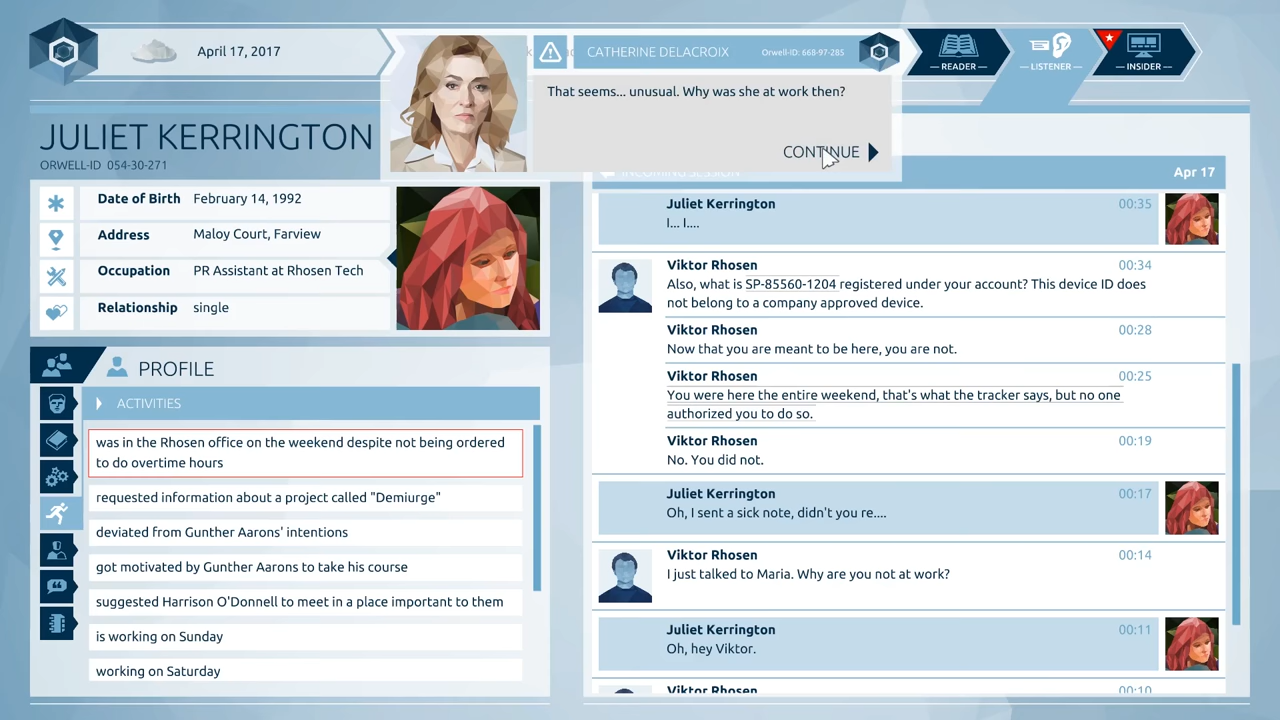 April 17, 2017
CATHERINE DELACROIX
Orwell-ID: 668-97-285
That seems... unusual. Why was she at work then?
CONTINUE
— READER —
— LISTENER —
— INSIDER —
JULIET KERRINGTON
ORWELL-ID 054-30-271
Date of Birth February 14, 1992
Address Maloy Court, Farview
Occupation PR Assistant at Rhosen Tech
Relationship single
PROFILE
ACTIVITIES
was in the Rhosen office on the weekend despite not being ordered
to do overtime hours
requested information about a project called "Demiurge"
deviated from Gunther Aarons' intentions
got motivated by Gunther Aarons to take his course
suggested Harrison O'Donnell to meet in a place important to them
is working on Sunday
working on Saturday
INCOMING SESSION
Apr 17
Juliet Kerrington 00:35
I... I....
Viktor Rhosen 00:34
Also, what is SP-85560-1204 registered under your account? This device ID does
not belong to a company approved device.
Viktor Rhosen 00:28
Now that you are meant to be here, you are not.
Viktor Rhosen 00:25
You were here the entire weekend, that's what the tracker says, but no one
authorized you to do so.
Viktor Rhosen 00:19
No. You did not.
Juliet Kerrington 00:17
Oh, I sent a sick note, didn't you re....
Viktor Rhosen 00:14
I just talked to Maria. Why are you not at work?
Juliet Kerrington 00:11
Oh, hey Viktor.
Viktor Rhosen 00:10